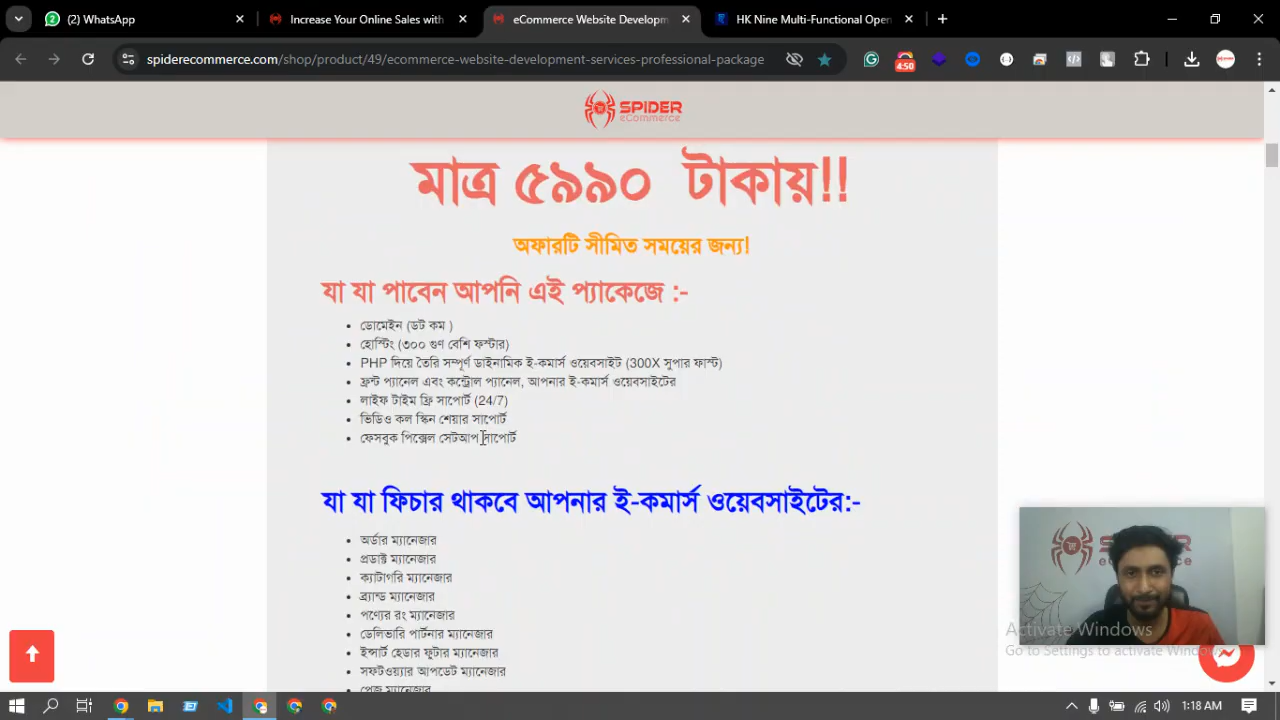 (2) WhatsApp
Increase Your Online Sales with
eCommerce Website Developm
HK Nine Multi-Functional Open
spiderecommerce.com/shop/product/49/ecommerce-website-development-services-professional-package
4:50
SPIDER
eCommerce
মাত্র ৫৯৯০ টাকায়!!
অফারটি সীমিত সময়ের জন্য!
যা যা পাবেন আপনি এই প্যাকেজে :-
ডোমেইন (ডট কম )
হোস্টিং (৩০০ গুণ বেশি ফস্টার)
PHP দিয়ে তৈরি সম্পূর্ণ ডাইনামিক ই-কমার্স ওয়েবসাইট (300X সুপার ফাস্ট)
ফ্রন্ট প্যানেল এবং কন্ট্রোল প্যানেল, আপনার ই-কমার্স ওয়েবসাইটের
লাইফ টাইম ফ্রি সাপোর্ট (24/7)
ভিডিও কল স্কিন শেয়ার সাপোর্ট
ফেসবুক পিক্সেল সেটআপ সাপোর্ট
যা যা ফিচার থাকবে আপনার ই-কমার্স ওয়েবসাইটের:-
অর্ডার ম্যানেজার
প্রডাক্ট ম্যানেজার
ক্যাটাগরি ম্যানেজার
ব্র্যান্ড ম্যানেজার
পণ্যের রং ম্যানেজার
ডেলিভারি পার্টনার ম্যানেজার
ইন্সার্ট হেডার ফুটার ম্যানেজার
সফটওয়্যার আপডেট ম্যানেজার
পেজ ম্যানেজার
Activate Windows
Go to Settings to activate Windows.
1:18 AM